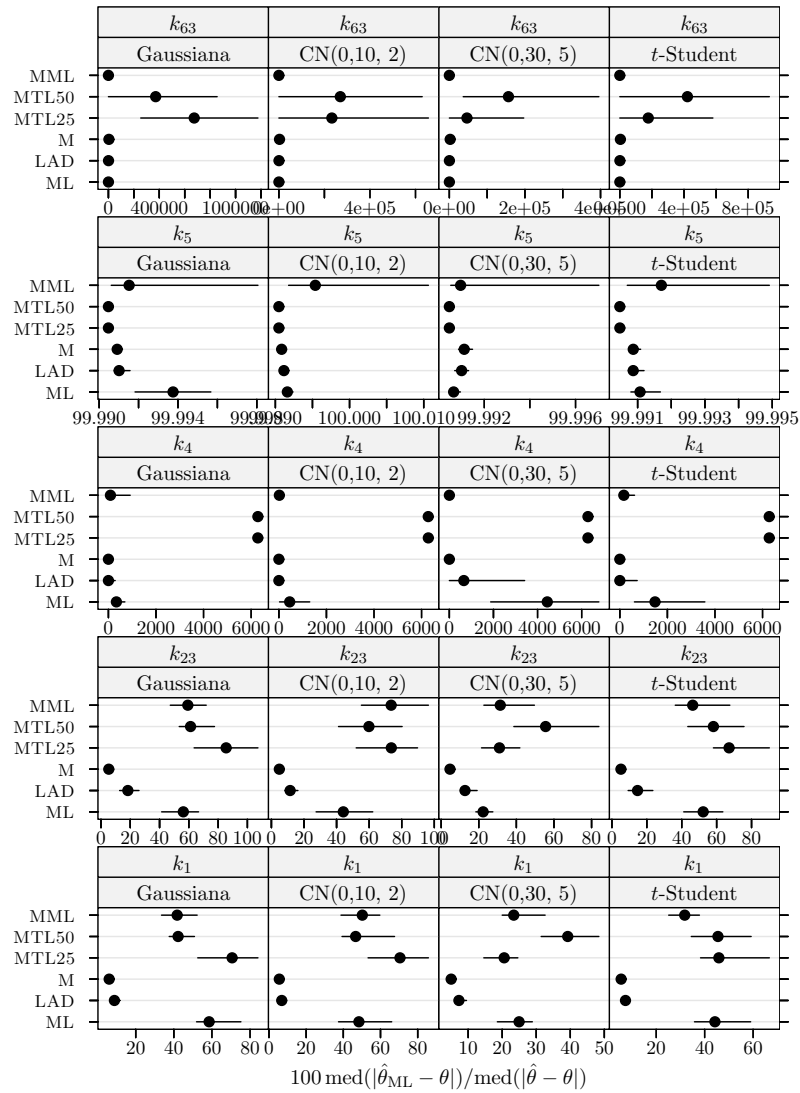 k63 k63 k63 k63
Gaussiana CN(0,10, 2) CN(0,30, 5) t-Student
MML
MTL50
MTL25
M
LAD
ML
0 400000 1000000 0e+00 4e+05 0e+00 2e+05 4e+05 0 4e+05 8e+05
k5 k5 k5 k5
Gaussiana CN(0,10, 2) CN(0,30, 5) t-Student
MML
MTL50
MTL25
M
LAD
ML
99.990 99.994 99.998 99.990 100.000 100.010 99.992 99.996 99.991 99.993 99.995
k4 k4 k4 k4
Gaussiana CN(0,10, 2) CN(0,30, 5) t-Student
MML
MTL50
MTL25
M
LAD
ML
0 2000 4000 6000 0 2000 4000 6000 0 2000 4000 6000 0 2000 4000 6000
k23 k23 k23 k23
Gaussiana CN(0,10, 2) CN(0,30, 5) t-Student
MML
MTL50
MTL25
M
LAD
ML
0 20 40 60 80 100 0 20 40 60 80 100 0 20 40 60 80 0 20 40 60 80
k1 k1 k1 k1
Gaussiana CN(0,10, 2) CN(0,30, 5) t-Student
MML
MTL50
MTL25
M
LAD
ML
20 40 60 80 0 20 40 60 80 10 20 30 40 50 20 40 60
100 med(|θ̂ML − θ|)/med(|θ̂ − θ|)